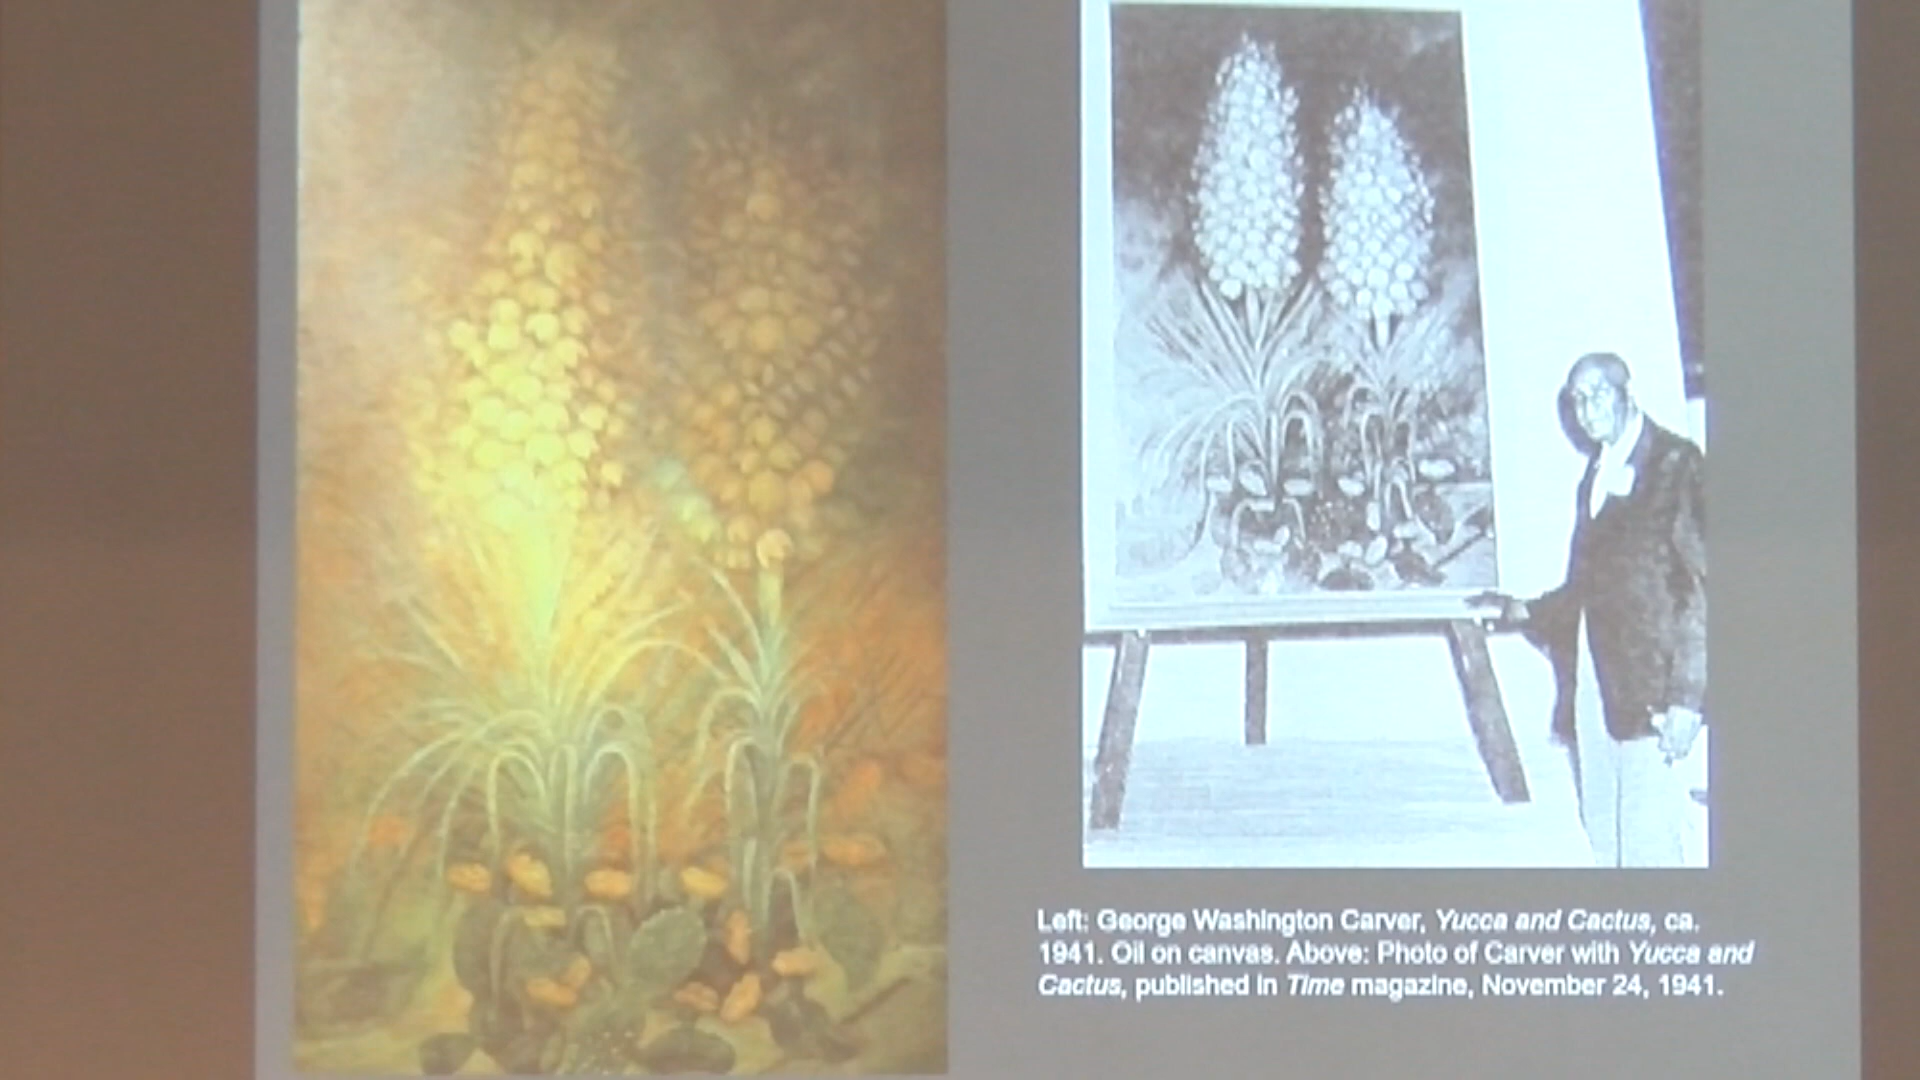 Left: George Washington Carver, Yucca and Cactus, ca.
1941. Oil on canvas. Above: Photo of Carver with Yucca and
Cactus, published in Time magazine, November 24, 1941.